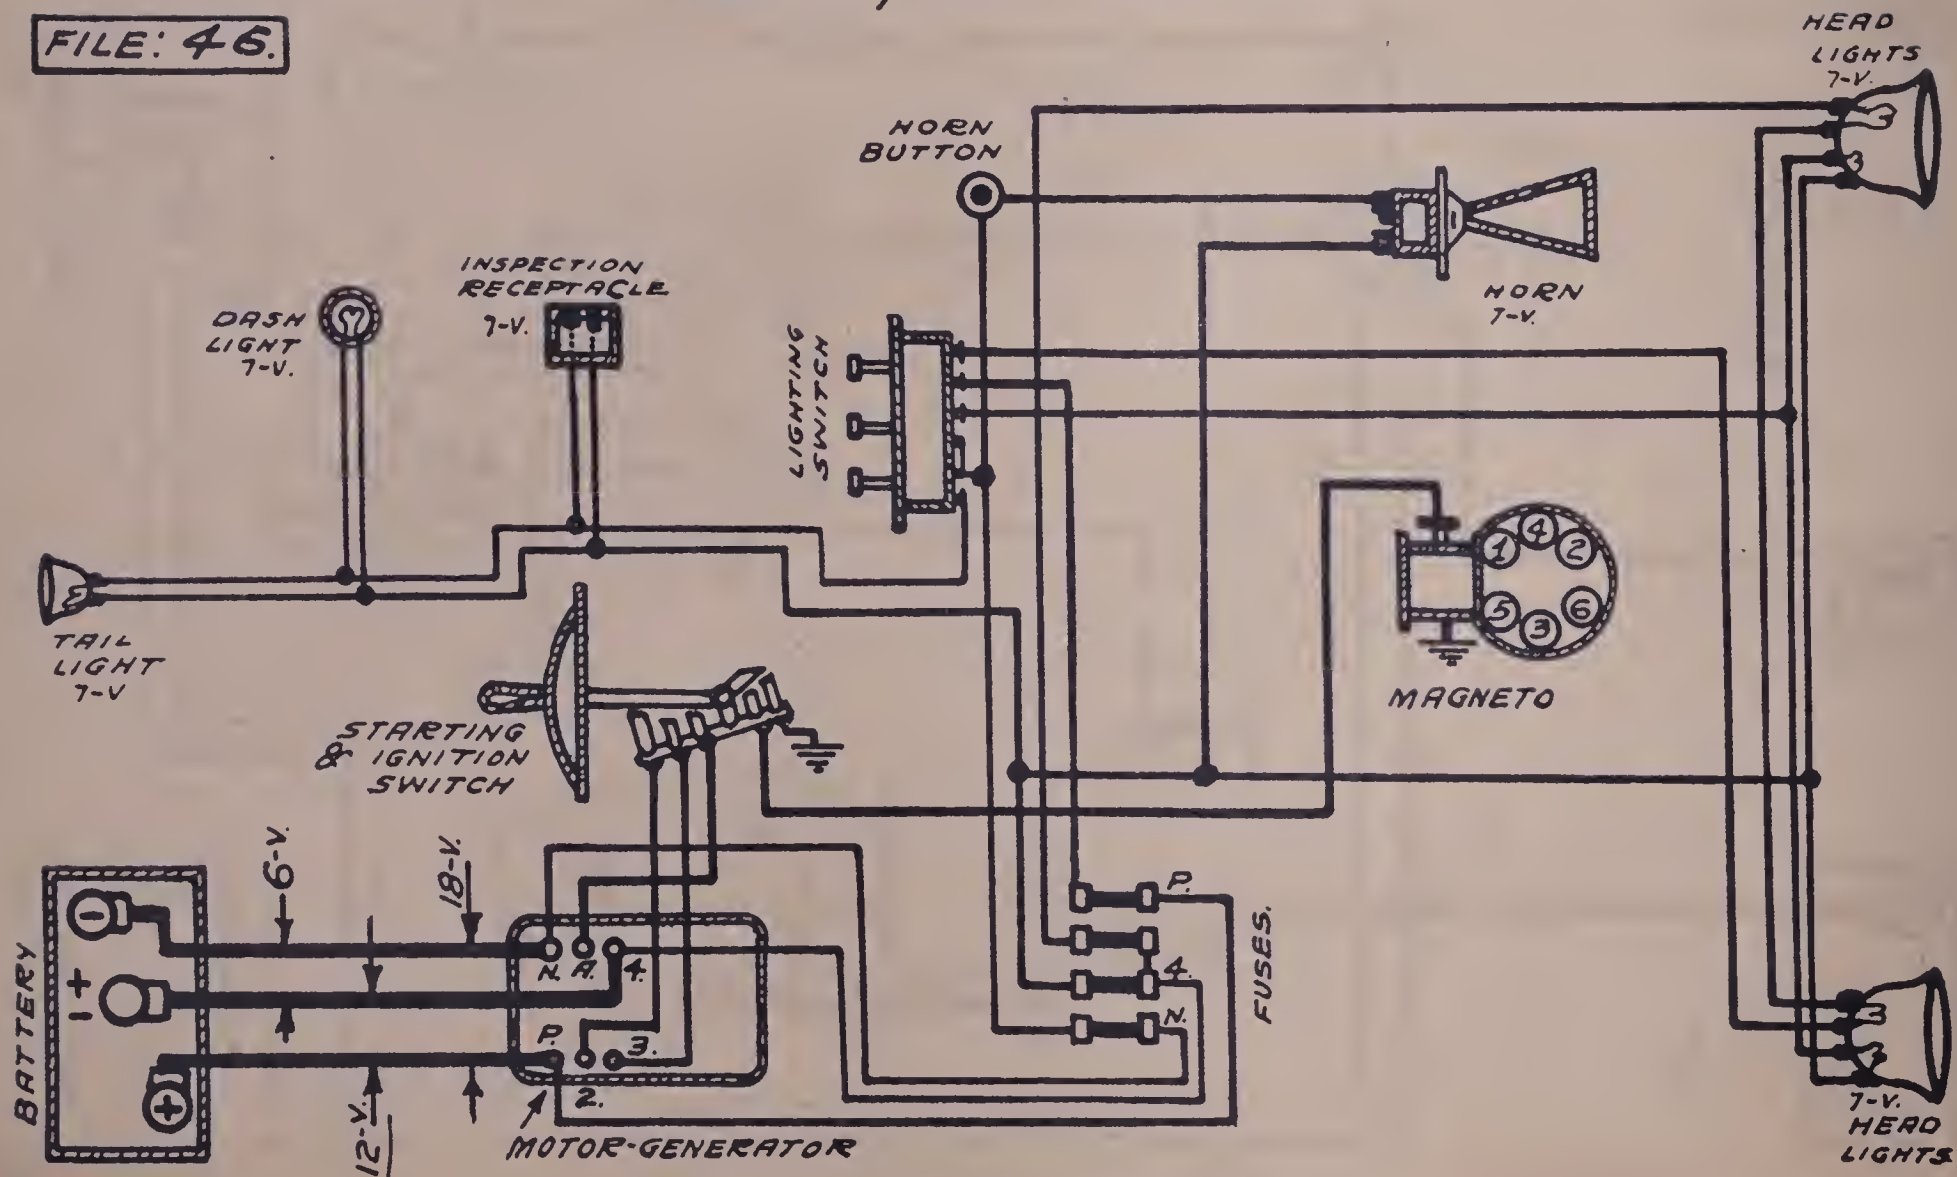 FILE: 46.
HEAD
LIGHTS
7-V.
HORN
BUTTON
HORN
7-V.
INSPECTION
RECEPTACLE
7-V.
DASH
LIGHT
7-V.
LIGHTING
SWITCH
TAIL
LIGHT
7-V
1
4
2
5
3
6
MAGNETO
STARTING
& IGNITION
SWITCH
BATTERY
-
+
-
+
6-V.
18-V.
12-V.
N. A. 4.
P. 3.
2.
MOTOR-GENERATOR
P.
4.
N.
FUSES.
7-V.
HEAD
LIGHTS